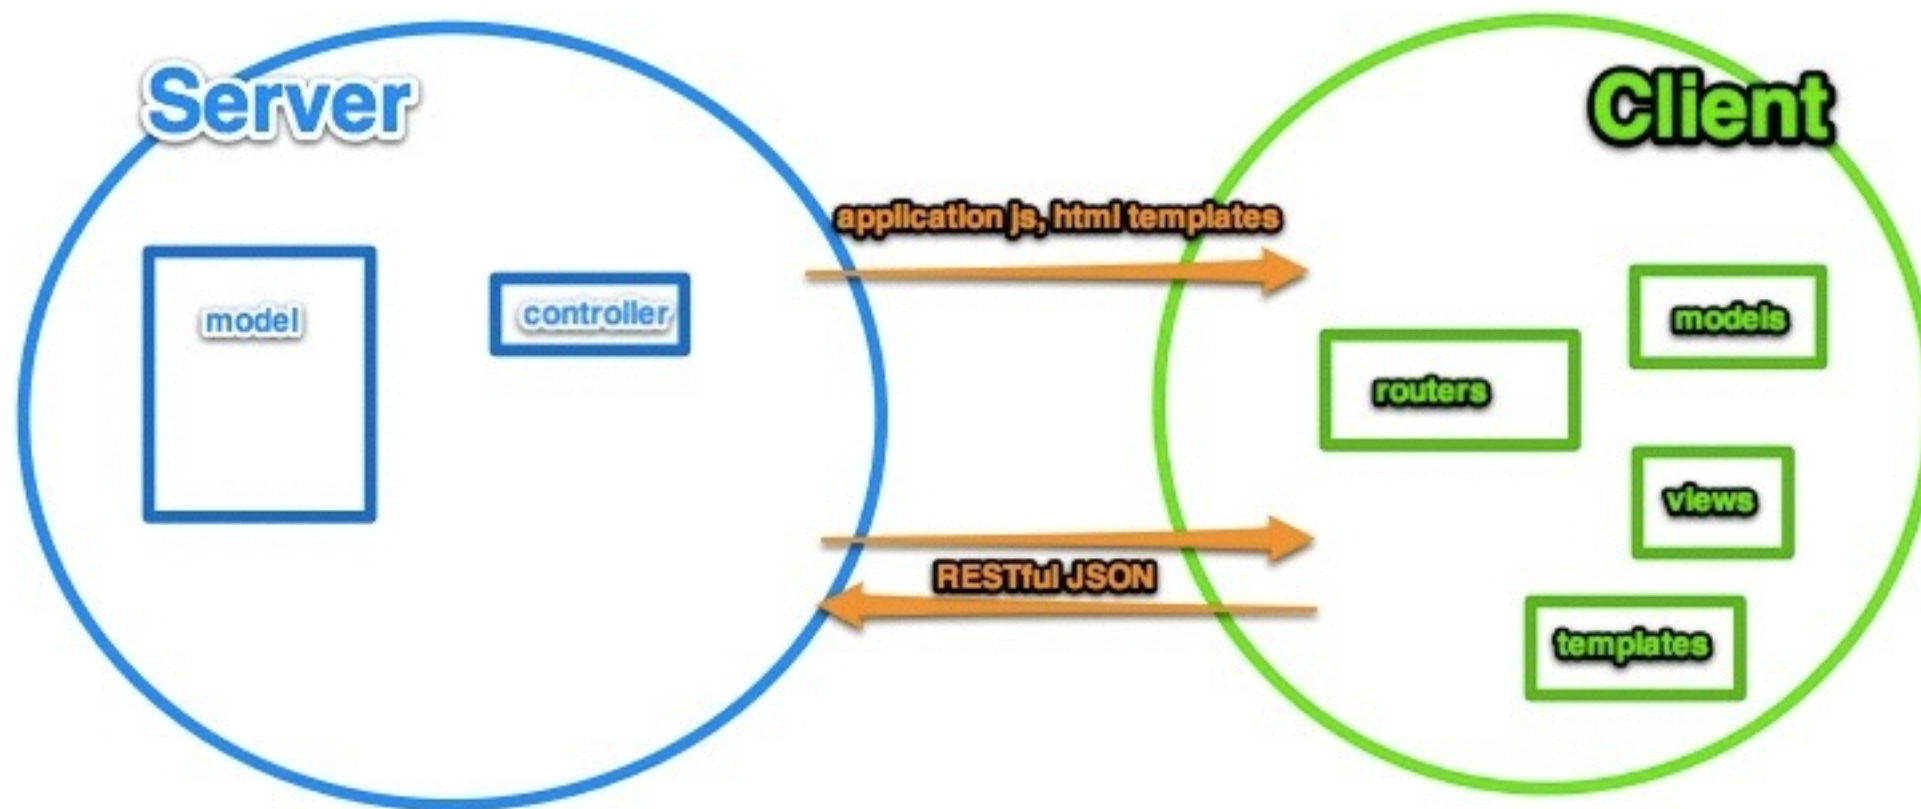 Server
Client
application js, html templates
model
controller
models
routers
views
RESTful JSON
templates